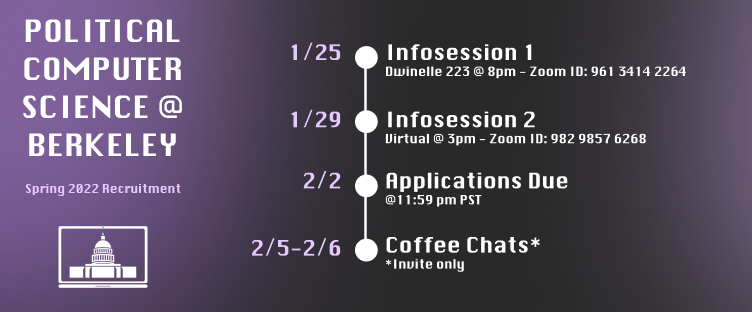 POLITICAL
COMPUTER
SCIENCE @
BERKELEY
Spring 2022 Recruitment
1/25
Infosession 1
Dwinelle 223 @ 8pm - Zoom ID: 961 3414 2264
1/29
Infosession 2
Virtual @ 3pm - Zoom ID: 982 9857 6268
2/2
Applications Due
@11:59 pm PST
2/5-2/6
Coffee Chats*
*Invite only